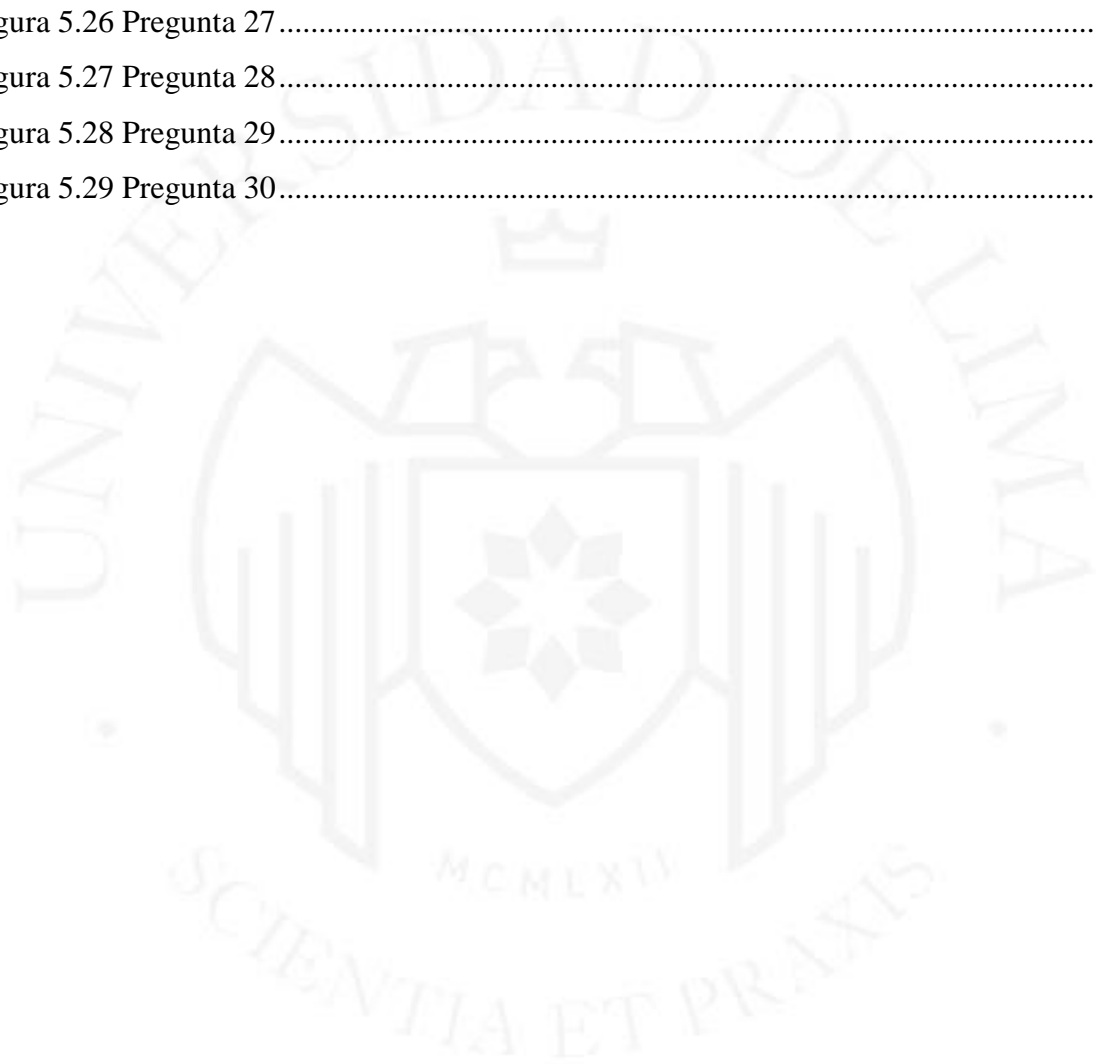 gura 5.26 Pregunta 27
gura 5.27 Pregunta 28
gura 5.28 Pregunta 29
gura 5.29 Pregunta 30
UNIVERSIDAD DE LIMA
MCMLXII
SCIENTIA ET PRAXIS